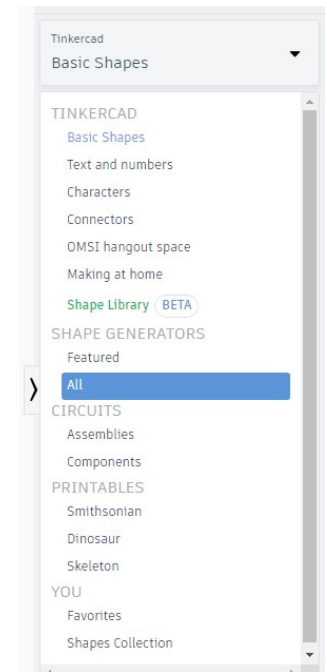 Tinkercad
Basic Shapes
TINKERCAD
Basic Shapes
Text and numbers
Characters
Connectors
OMSI hangout space
Making at home
Shape Library BETA
SHAPE GENERATORS
Featured
All
CIRCUITS
Assemblies
Components
PRINTABLES
Smithsonian
Dinosaur
Skeleton
YOU
Favorites
Shapes Collection